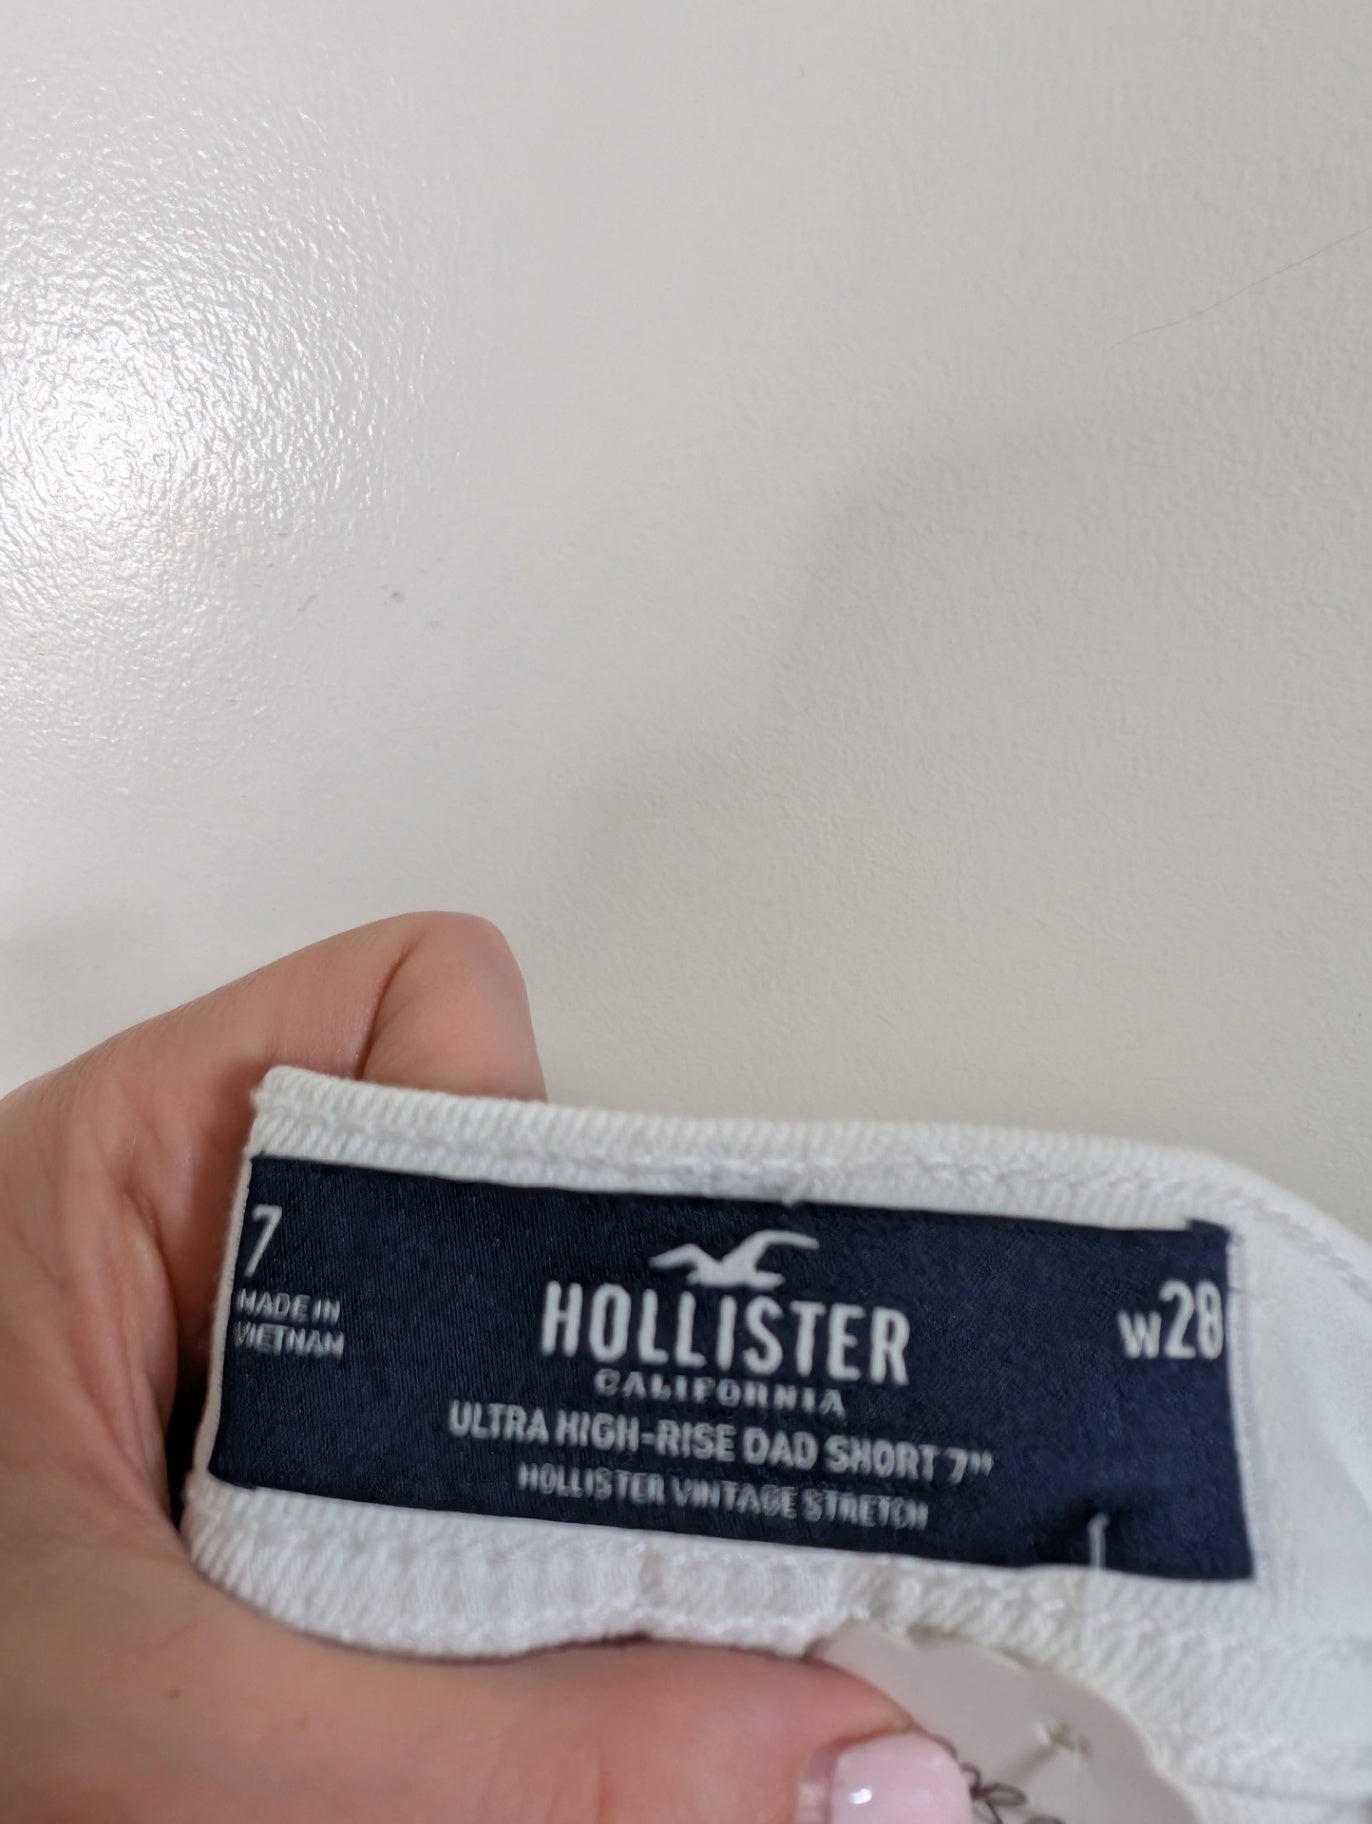 7
MADE IN
VIETNAM
HOLLISTER
CALIFORNIA
ULTRA HIGH-RISE DAD SHORT 7"
HOLLISTER VINTAGE STRETCH
W28